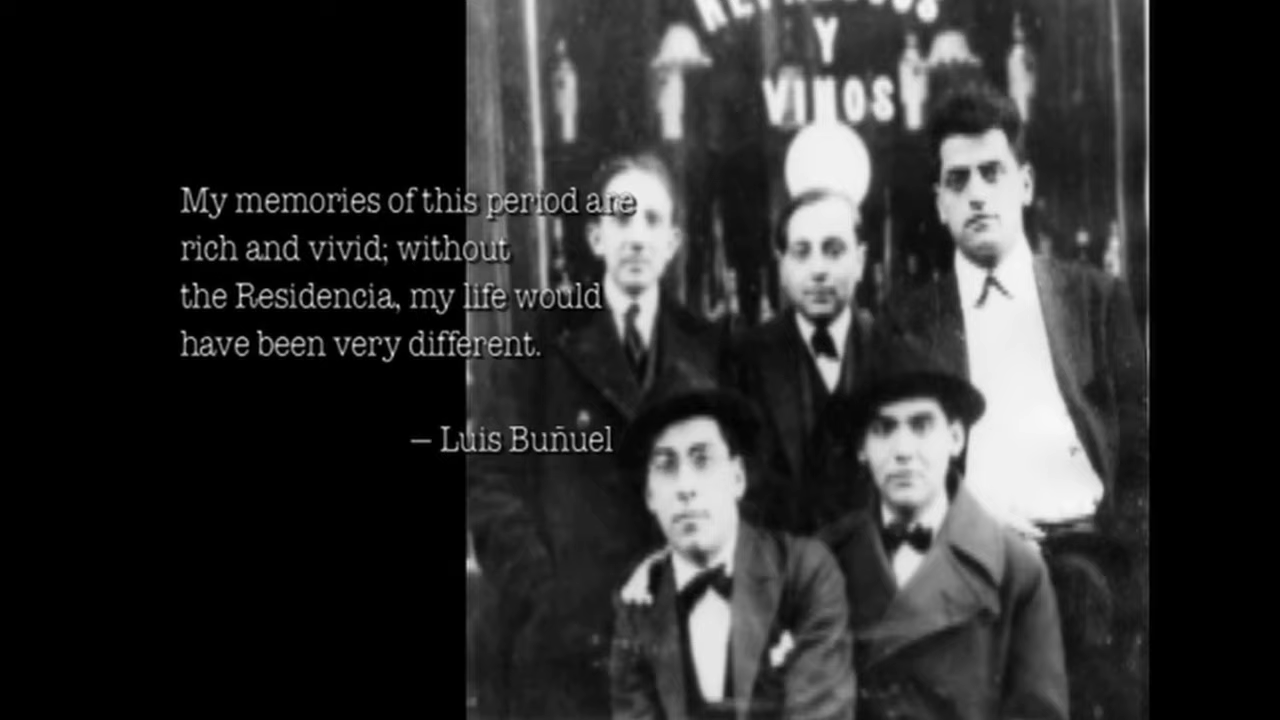 Y
VINOS
My memories of this period are
rich and vivid; without
the Residencia, my life would
have been very different.
– Luis Buñuel